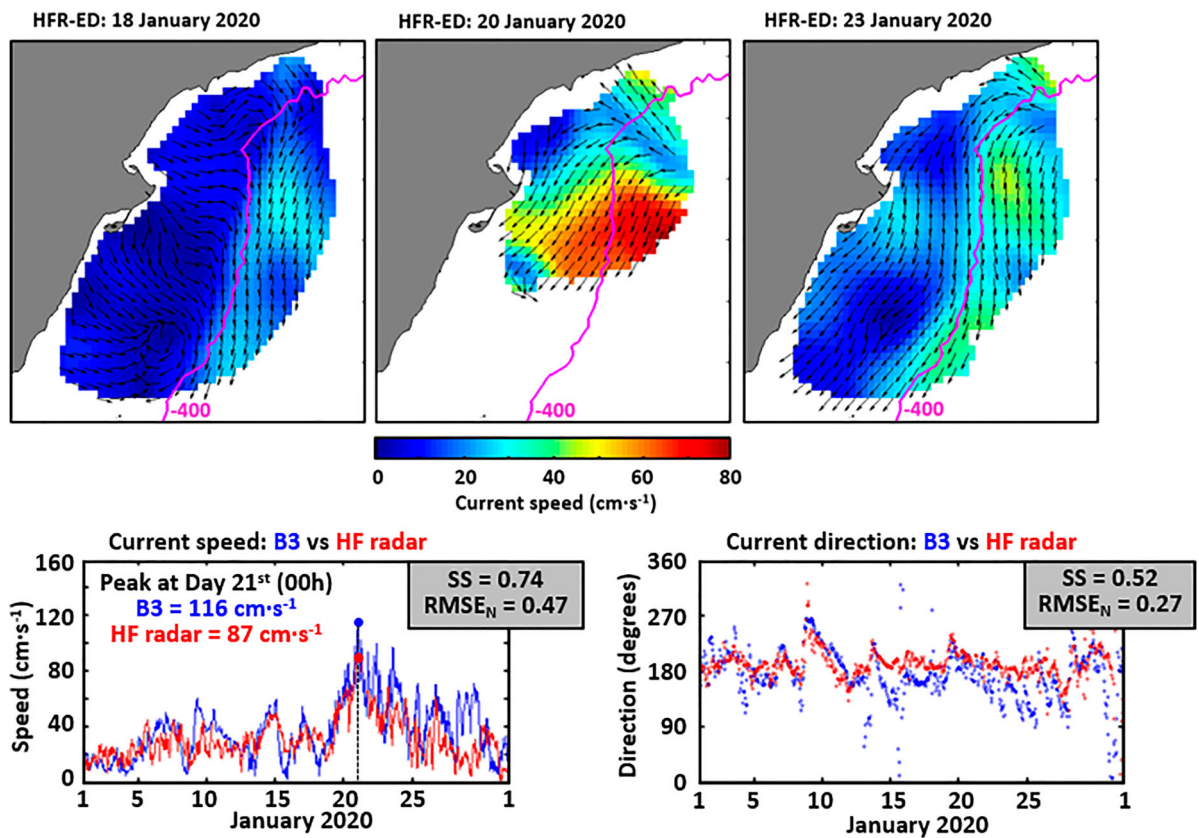 HFR-ED: 18 January 2020
HFR-ED: 20 January 2020
HFR-ED: 23 January 2020
-400
-400
-400
0 20 40 60 80
Current speed (cm·s⁻¹)
Current speed: B3 vs HF radar
Peak at Day 21ˢᵗ (00h)
B3 = 116 cm·s⁻¹
HF radar = 87 cm·s⁻¹
SS = 0.74
RMSE_N = 0.47
Speed (cm·s⁻¹)
160
120
80
40
0
1 5 10 15 20 25 1
January 2020
Current direction: B3 vs HF radar
SS = 0.52
RMSE_N = 0.27
Direction (degrees)
360
270
180
90
0
1 5 10 15 20 25 1
January 2020